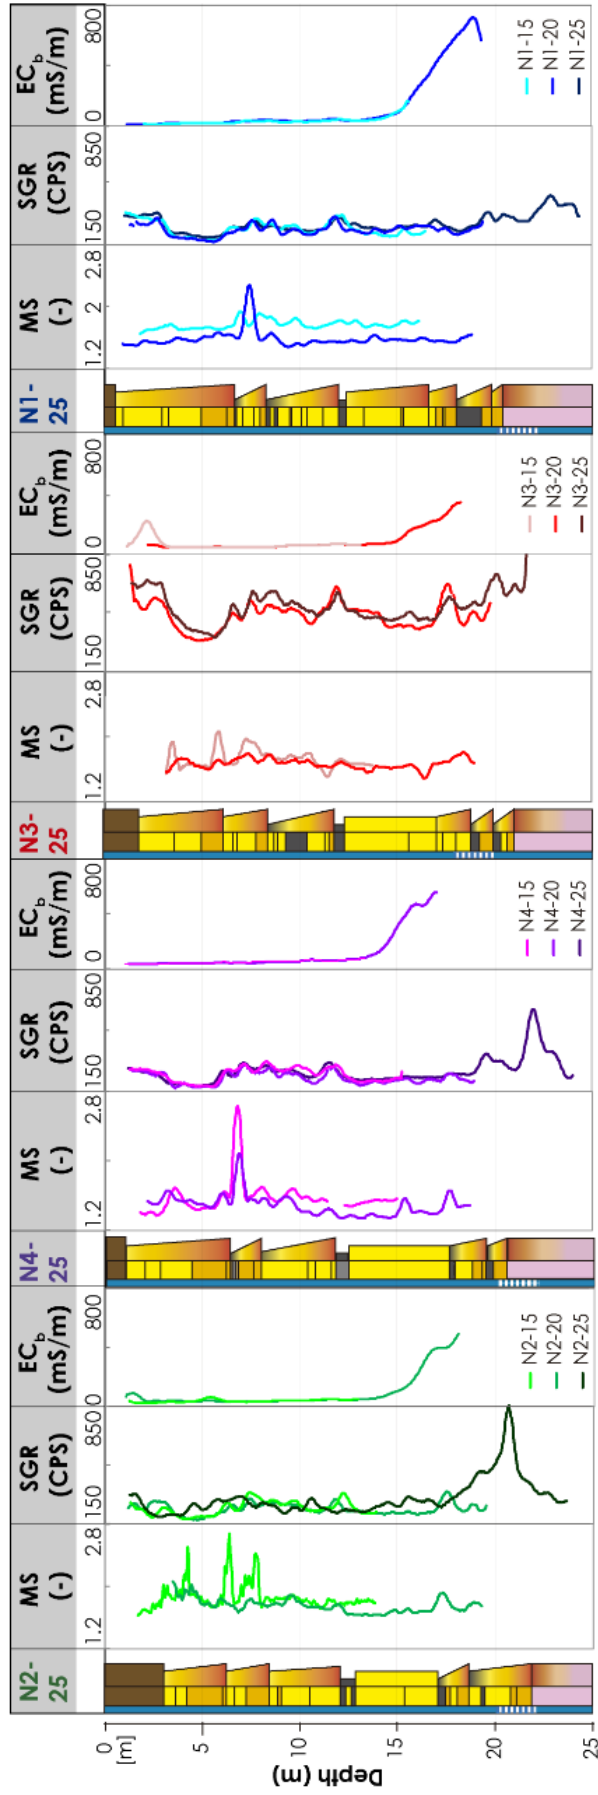 N2- MS SGR EC_b N4- MS SGR EC_b N3- MS SGR EC_b N1- MS SGR EC_b
25 (-) (CPS) (mS/m) 25 (-) (CPS) (mS/m) 25 (-) (CPS) (mS/m) 25 (-) (CPS) (mS/m)
1.2 2.8 150 850 0 800 1.2 2.8 150 850 0 800 1.2 2.8 150 850 0 800 1.2 2 2.8 150 850 0 800
0
[m]
5
10
15
20
25
Depth (m)
N2-15
N2-20
N2-25
N4-15
N4-20
N4-25
N3-15
N3-20
N3-25
N1-15
N1-20
N1-25